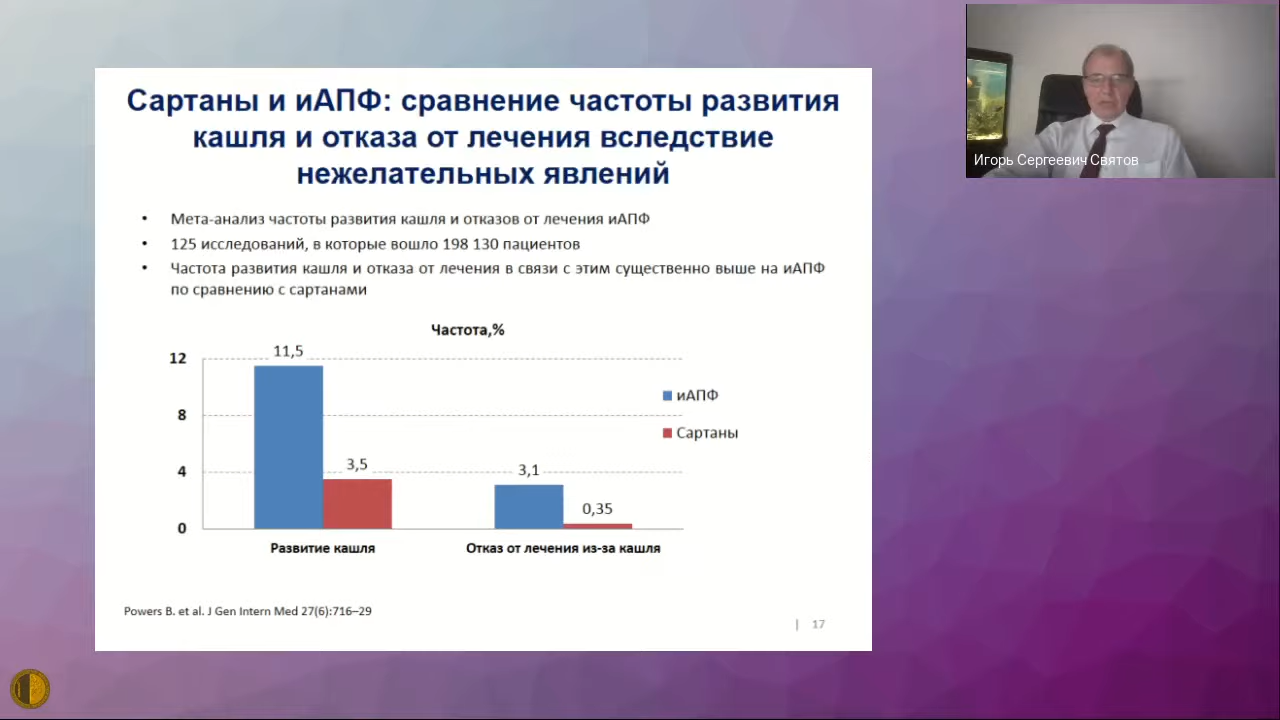 Сартаны и иАПФ: сравнение частоты развития
кашля и отказа от лечения вследствие
нежелательных явлений
• Мета-анализ частоты развития кашля и отказов от лечения иАПФ
• 125 исследований, в которые вошло 198 130 пациентов
• Частота развития кашля и отказа от лечения в связи с этим существенно выше на иАПФ
по сравнению с сартанами
Частота,%
12
8
4
0
11,5
3,5
3,1
0,35
иАПФ
Сартаны
Развитие кашля
Отказ от лечения из-за кашля
Powers B. et al. J Gen Intern Med 27(6):716–29
| 17
Игорь Сергеевич Святов